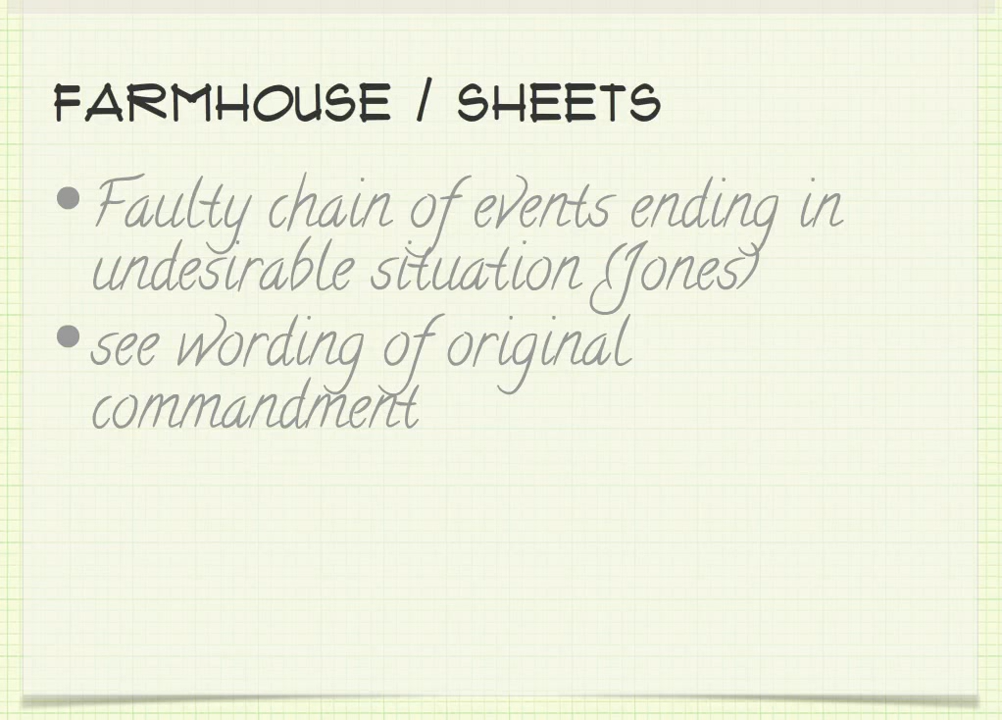 FARMHOUSE / SHEETS
• Faulty chain of events ending in
undesirable situation (Jones)
• see wording of original
commandment